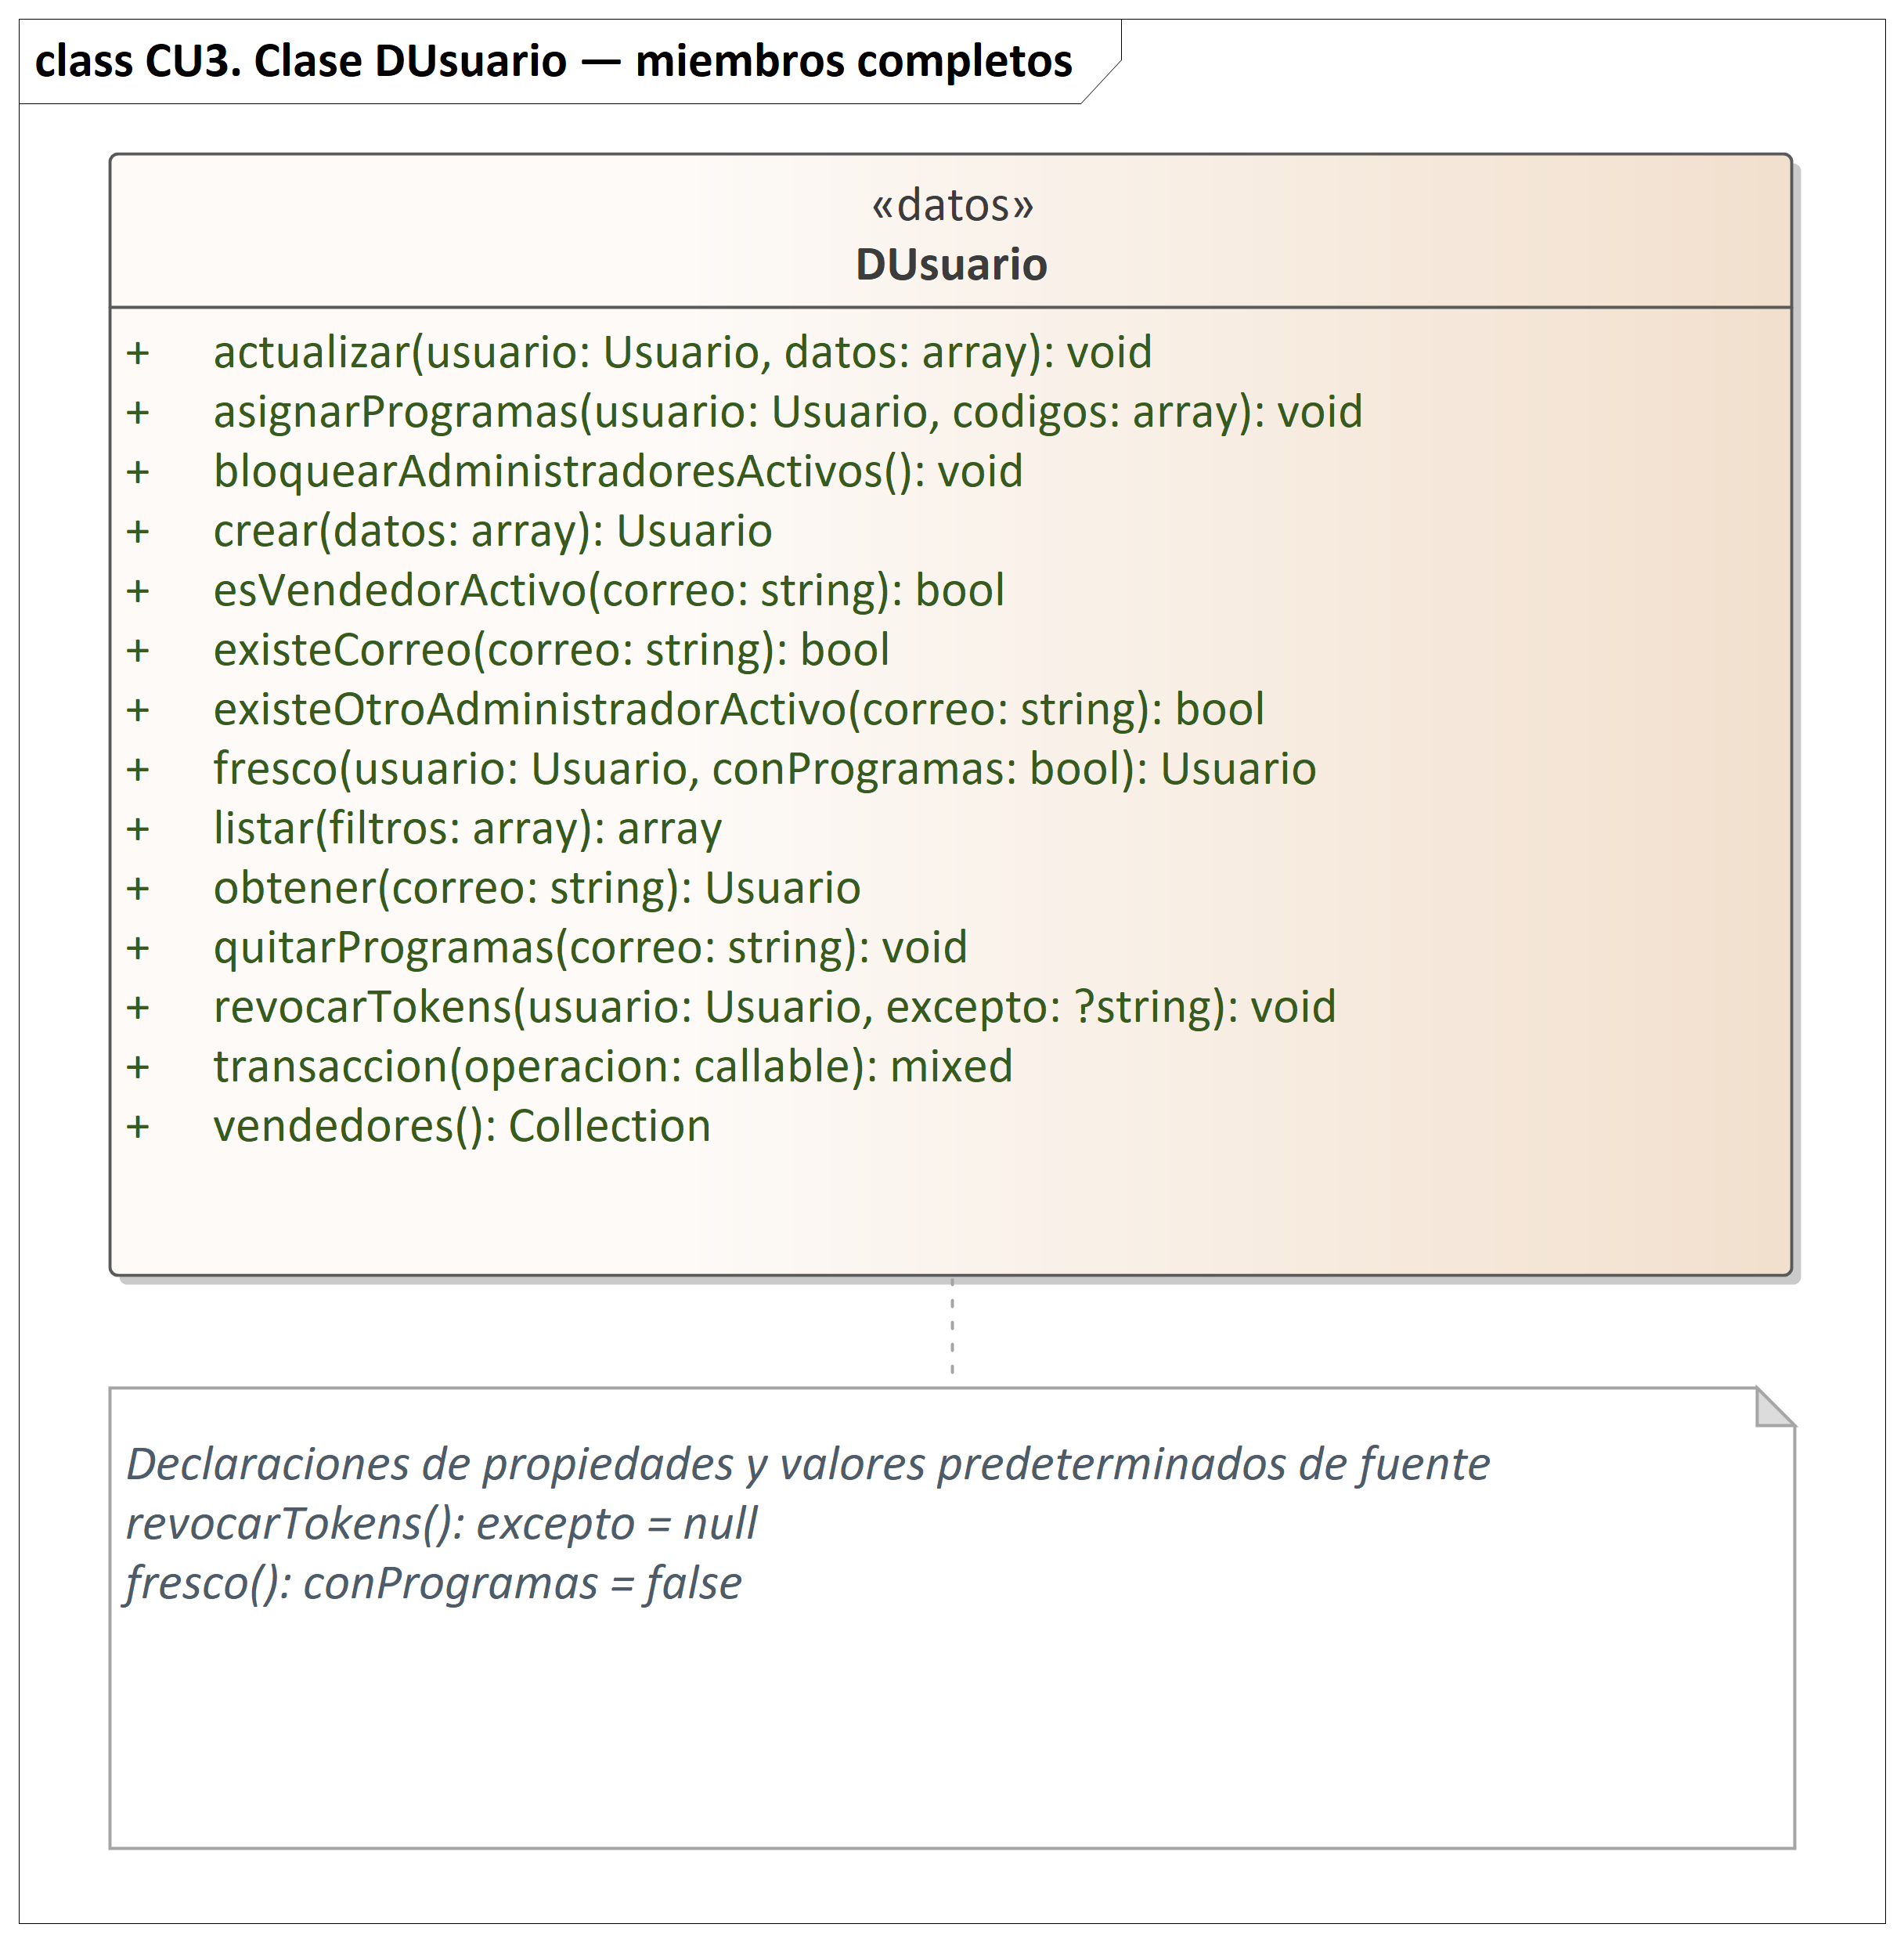 class CU3. Clase DUsuario — miembros completos
«datos»
DUsuario
+ actualizar(usuario: Usuario, datos: array): void
+ asignarProgramas(usuario: Usuario, codigos: array): void
+ bloquearAdministradoresActivos(): void
+ crear(datos: array): Usuario
+ esVendedorActivo(correo: string): bool
+ existeCorreo(correo: string): bool
+ existeOtroAdministradorActivo(correo: string): bool
+ fresco(usuario: Usuario, conProgramas: bool): Usuario
+ listar(filtros: array): array
+ obtener(correo: string): Usuario
+ quitarProgramas(correo: string): void
+ revocarTokens(usuario: Usuario, excepto: ?string): void
+ transaccion(operacion: callable): mixed
+ vendedores(): Collection
Declaraciones de propiedades y valores predeterminados de fuente
revocarTokens(): excepto = null
fresco(): conProgramas = false